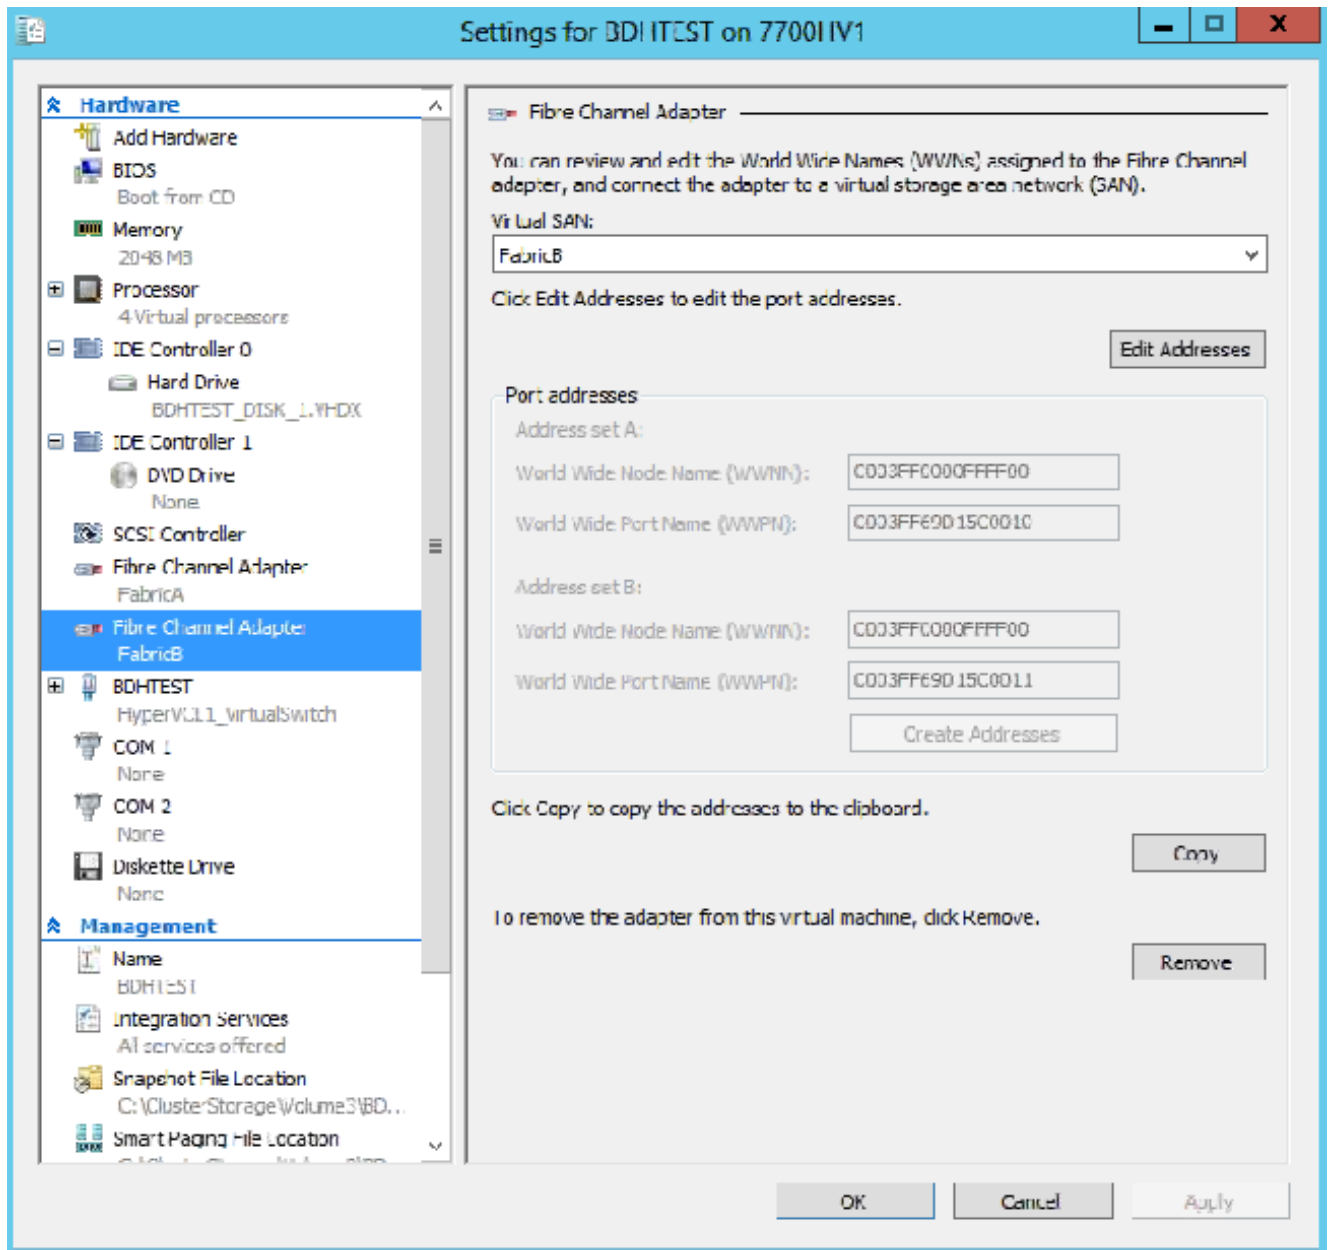 Settings for BDHTEST on 7700HV1
Hardware
Add Hardware
BIOS
Boot from CD
Memory
2048 MB
Processor
4 Virtual processors
IDE Controller 0
Hard Drive
BDHTEST_DISK_1.VHDX
IDE Controller 1
DVD Drive
None
SCSI Controller
Fibre Channel Adapter
FabricA
Fibre Channel Adapter
FabricB
BDHTEST
HyperVCL1_VirtualSwitch
COM 1
None
COM 2
None
Diskette Drive
None
Management
Name
BDHTEST
Integration Services
All services offered
Snapshot File Location
C:\ClusterStorage\Volume3\BD...
Smart Paging File Location
Fibre Channel Adapter
You can review and edit the World Wide Names (WWNs) assigned to the Fibre Channel
adapter, and connect the adapter to a virtual storage area network (SAN).
Virtual SAN:
FabricB
Click Edit Addresses to edit the port addresses.
Edit Addresses
Port addresses
Address set A:
World Wide Node Name (WWNN): C003FF0000FFFF00
World Wide Port Name (WWPN): C003FF69D15C0010
Address set B:
World Wide Node Name (WWNN): C003FF0000FFFF00
World Wide Port Name (WWPN): C003FF69D15C0011
Create Addresses
Click Copy to copy the addresses to the clipboard.
Copy
To remove the adapter from this virtual machine, click Remove.
Remove
OK
Cancel
Apply